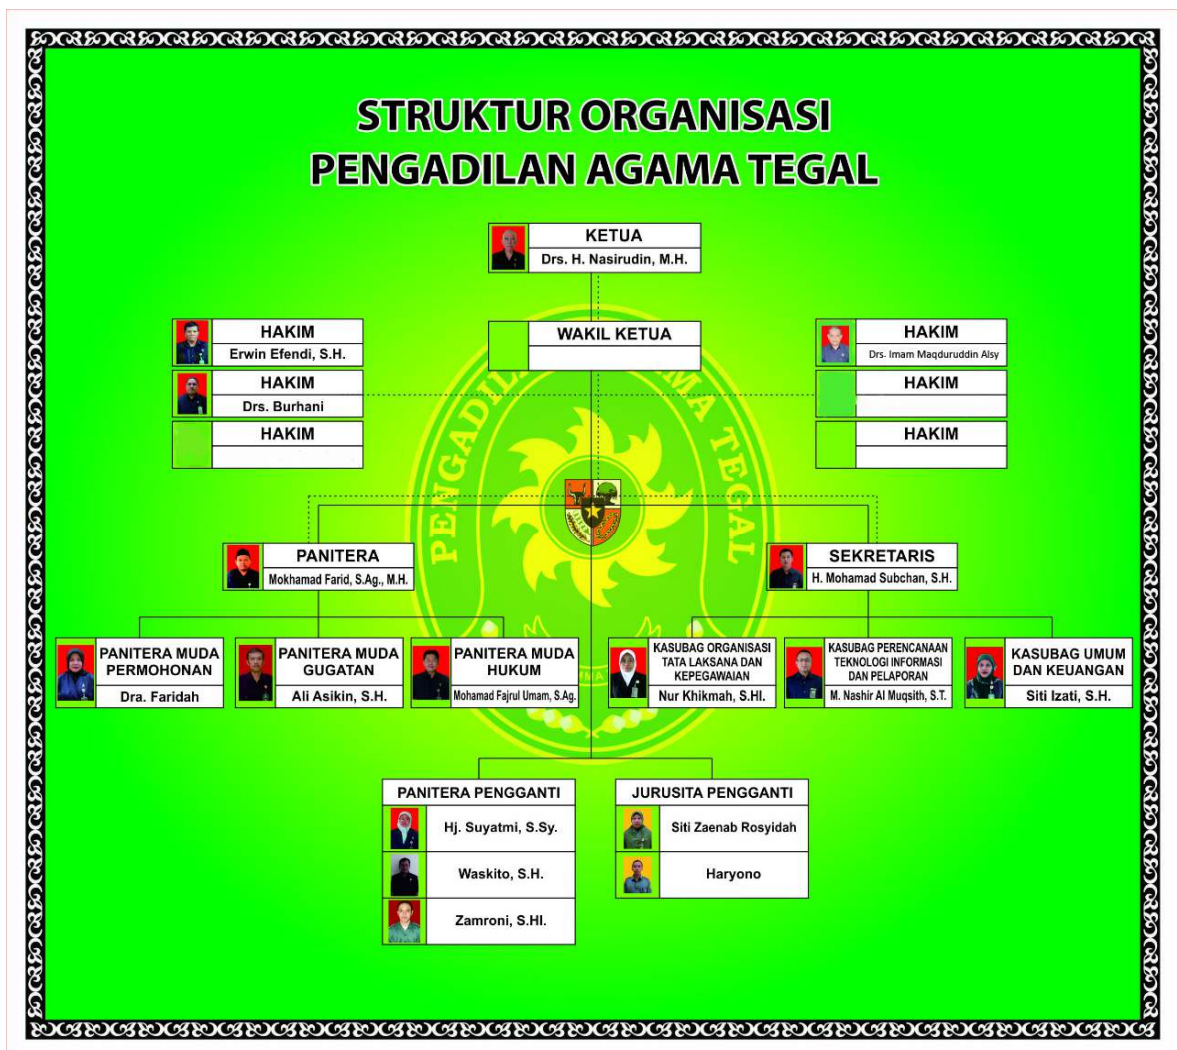 STRUKTUR ORGANISASI
PENGADILAN AGAMA TEGAL
KETUA
Drs. H. Nasirudin, M.H.
HAKIM
Erwin Efendi, S.H.
HAKIM
Drs. Burhani
HAKIM
WAKIL KETUA
HAKIM
Drs. Imam Maqduruddin Alsy
HAKIM
HAKIM
PENGADILAN AGAMA TEGAL
PANITERA
Mokhamad Farid, S.Ag., M.H.
SEKRETARIS
H. Mohamad Subchan, S.H.
PANITERA MUDA
PERMOHONAN
Dra. Faridah
PANITERA MUDA
GUGATAN
Ali Asikin, S.H.
PANITERA MUDA
HUKUM
Mohamad Fajrul Umam, S.Ag.
KASUBAG ORGANISASI
TATA LAKSANA DAN
KEPEGAWAIAN
Nur Khikmah, S.HI.
KASUBAG PERENCANAAN
TEKNOLOGI INFORMASI
DAN PELAPORAN
M. Nashir Al Muqsith, S.T.
KASUBAG UMUM
DAN KEUANGAN
Siti Izati, S.H.
PANITERA PENGGANTI
Hj. Suyatmi, S.Sy.
Waskito, S.H.
Zamroni, S.HI.
JURUSITA PENGGANTI
Siti Zaenab Rosyidah
Haryono